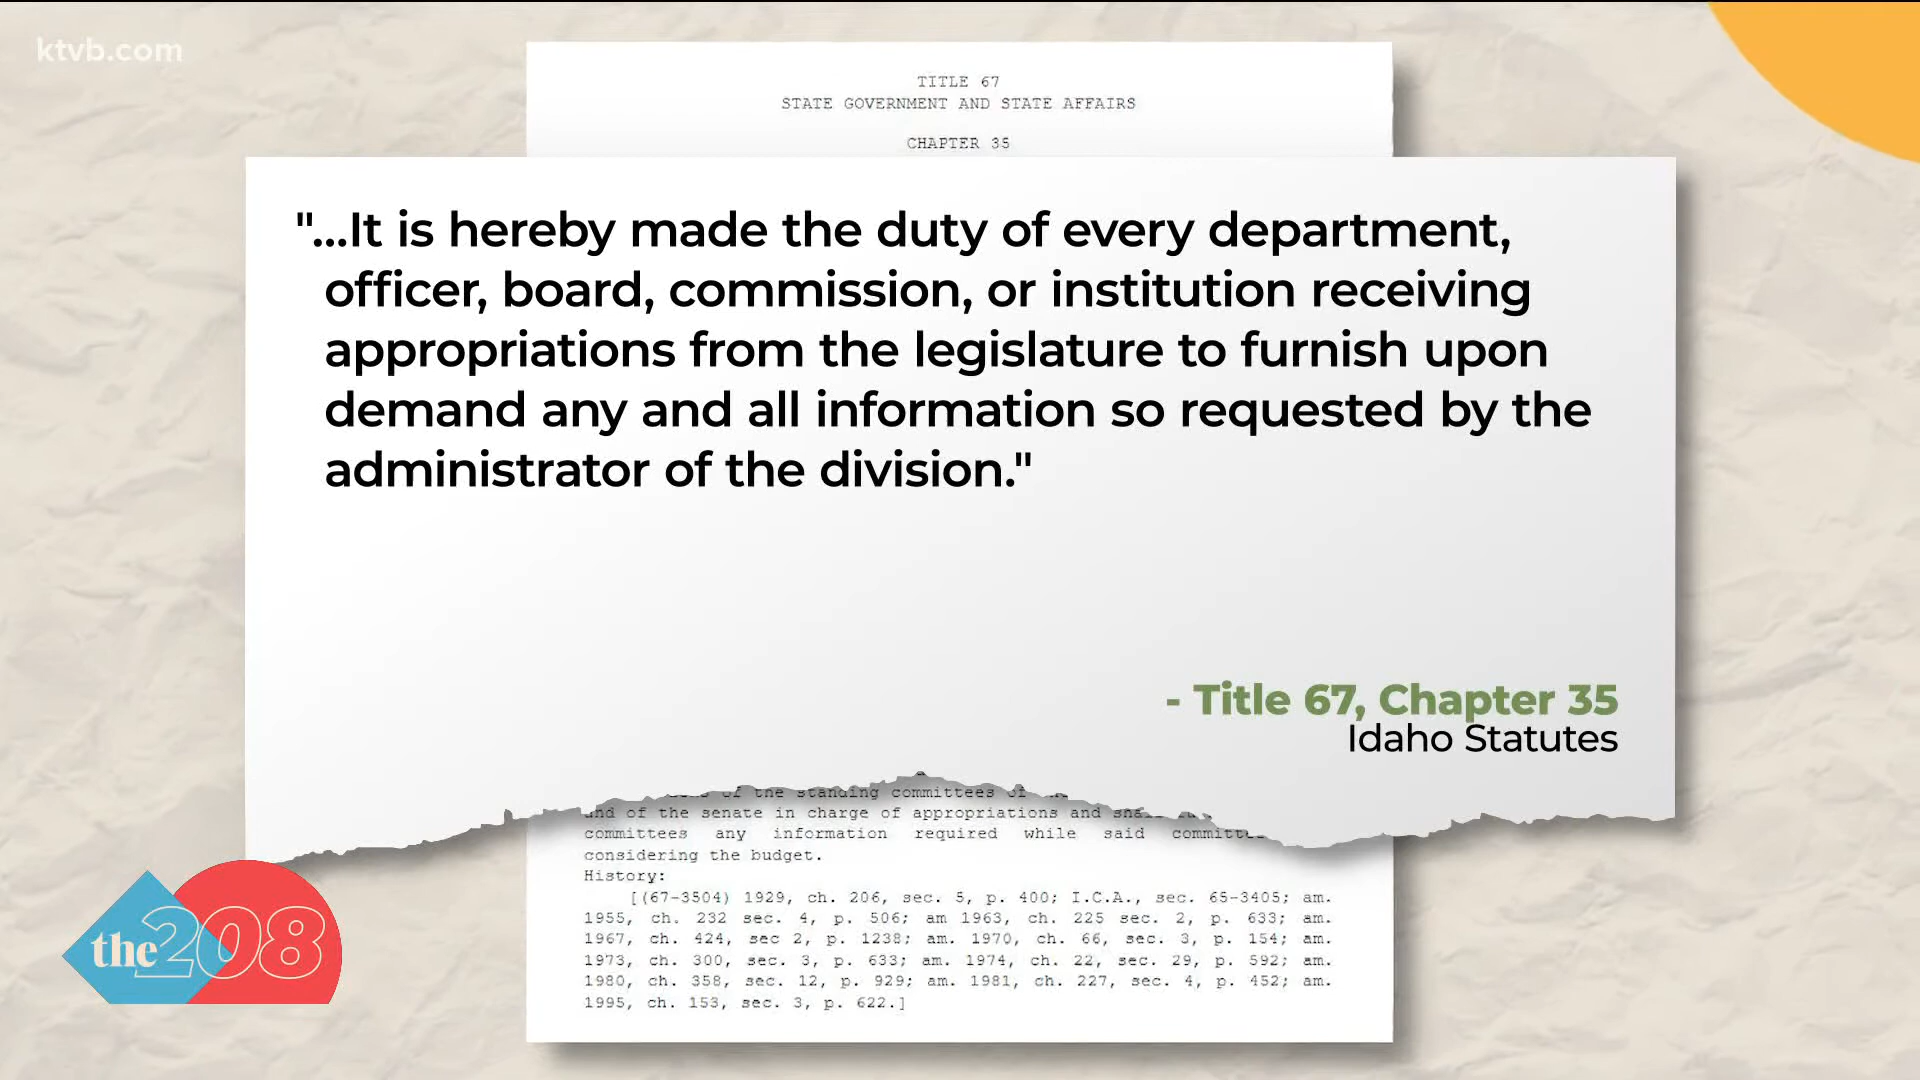 ktvb.com
TITLE 67
STATE GOVERNMENT AND STATE AFFAIRS
CHAPTER 35
"...It is hereby made the duty of every department,
officer, board, commission, or institution receiving
appropriations from the legislature to furnish upon
demand any and all information so requested by the
administrator of the division."
- Title 67, Chapter 35
Idaho Statutes
of the standing committees of
and of the senate in charge of appropriations and
committees any information required while said
considering the budget.
History:
[(67-3504) 1929, ch. 206, sec. 5, p. 400; I.C.A., sec. 65-3405; am.
1955, ch. 232 sec. 4, p. 506; am 1963, ch. 225 sec. 2, p. 633; am.
1967, ch. 424, sec 2, p. 1238; am. 1970, ch. 66, sec. 3, p. 154; am.
1973, ch. 300, sec. 3, p. 633; am. 1974, ch. 22, sec. 29, p. 592; am.
1980, ch. 358, sec. 12, p. 929; am. 1981, ch. 227, sec. 4, p. 452; am.
1995, ch. 153, sec. 3, p. 622.]
the 208